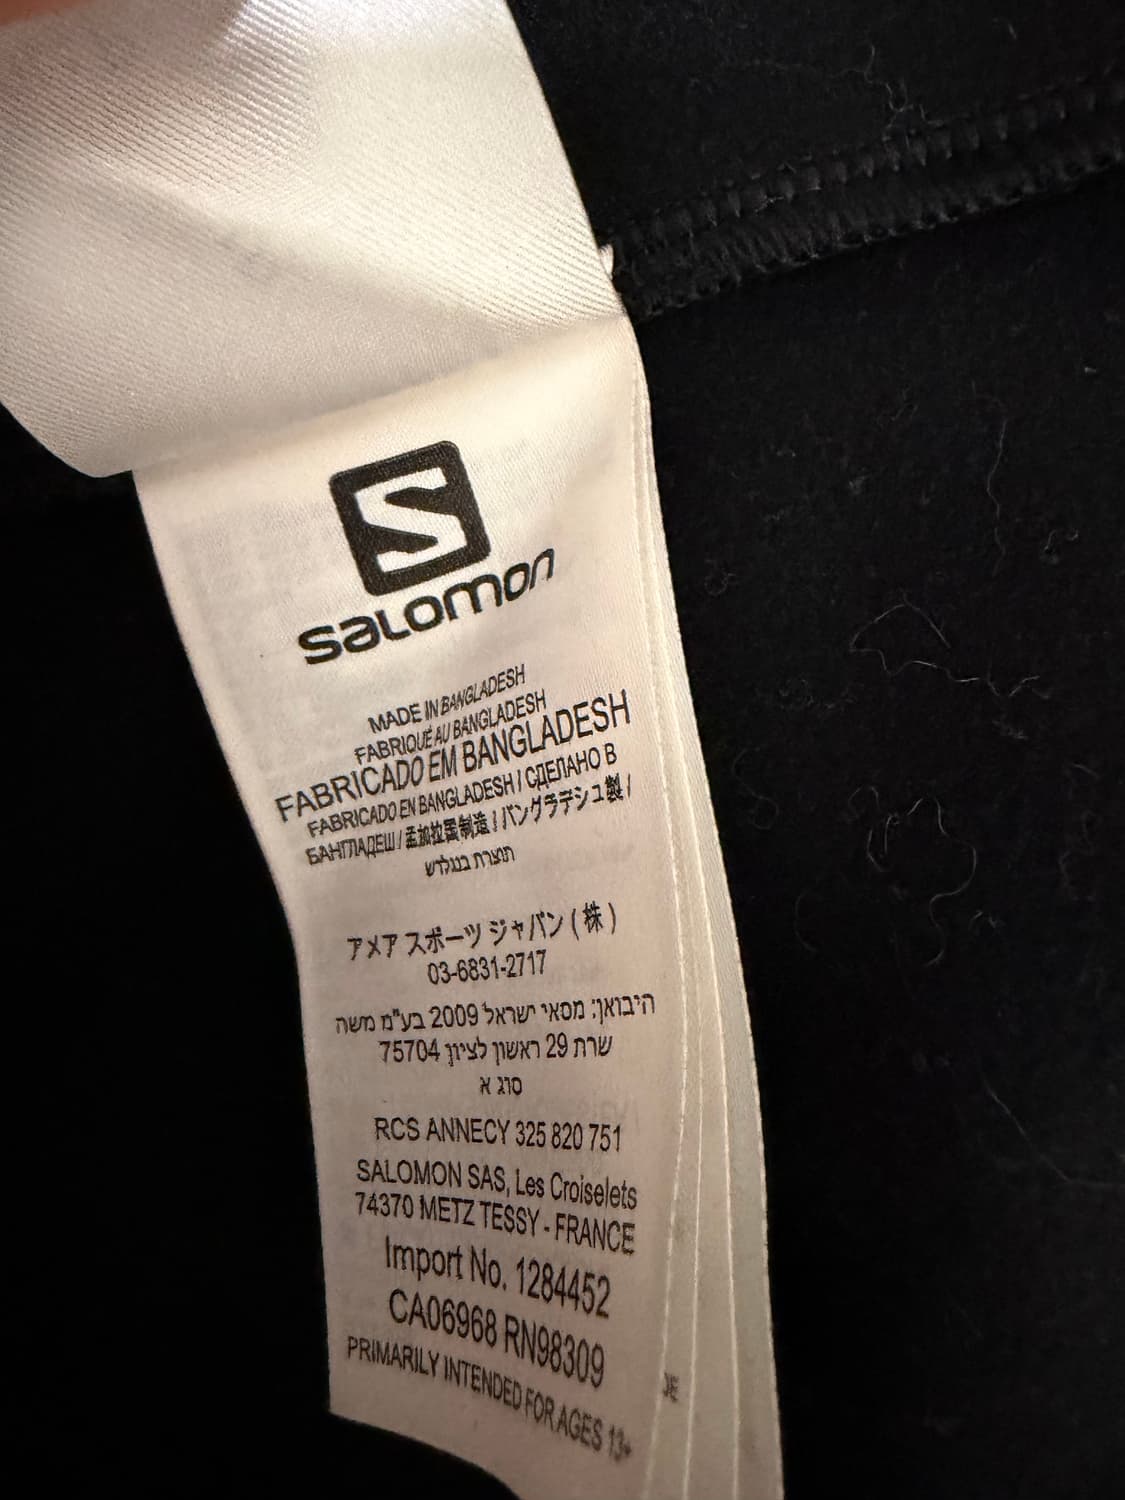 S
salomon
MADE IN BANGLADESH
FABRIQUÉ AU BANGLADESH
FABRICADO EM BANGLADESH
FABRICADO EN BANGLADESH / СДЕЛАНО В
БАНГЛАДЕШ / 孟加拉国制造 / バングラデシュ製 /
תוצרת בנגלדש
アメア スポーツ ジャパン ( 株 )
03-6831-2717
היבואן: מסאי ישראל 2009 בע"מ משה
שרת 29 ראשון לציון 75704
סוג א
RCS ANNECY 325 820 751
SALOMON SAS, Les Croiselets
74370 METZ TESSY - FRANCE
Import No. 1284452
CA06968 RN98309
PRIMARILY INTENDED FOR AGES 13+